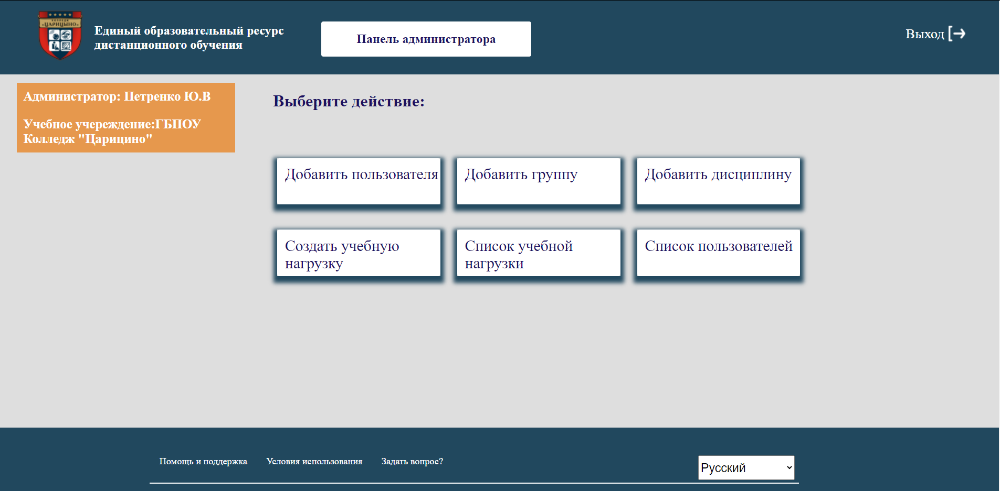 КОЛЛЕДЖ
«ЦАРИЦЫНО»
Единый образовательный ресурс
дистанционного обучения
Панель администратора
Выход
Администратор: Петренко Ю.В
Учебное учереждение:ГБПОУ
Колледж "Царицино"
Выберите действие:
Добавить пользователя
Добавить группу
Добавить дисциплину
Создать учебную
нагрузку
Список учебной
нагрузки
Список пользователей
Помощь и поддержка
Условия использования
Задать вопрос?
Русский